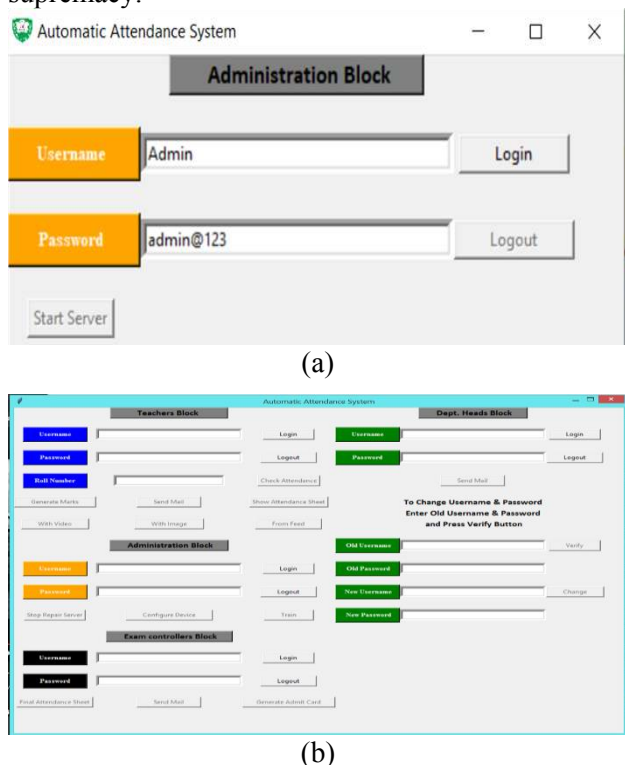 supremacy.
Automatic Attendance System
Administration Block
Username Admin Login
Password admin@123 Logout
Start Server
(a)
Automatic Attendance System
Teachers Block
Username Login
Password Logout
Roll Number Check Attendance
Generate Marks Send Mail Show Attendance Sheet
With Video With Image From Feed
Administration Block
Username Login
Password Logout
Stop Repair Server Configure Device Train
Exam controllers Block
Username Login
Password Logout
Final Attendance Sheet Send Mail Generate Admit Card
Dept. Heads Block
Username Login
Password Logout
Send Mail
To Change Username & Password
Enter Old Username & Password
and Press Verify Button
Old Username Verify
Old Password
New Username Change
New Password
(b)